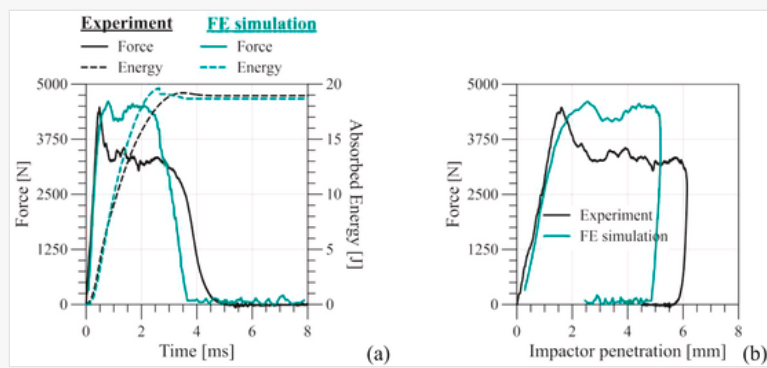 Experiment FE simulation
Force Force
Energy Energy
5000 20 5000
3750 15 3750
2500 10 2500
1250 5 1250
0 0 0
0 2 4 6 8 0 2 4 6 8
Force [N]
Absorbed Energy [J]
Force [N]
Experiment
FE simulation
Time [ms] (a) Impactor penetration [mm] (b)